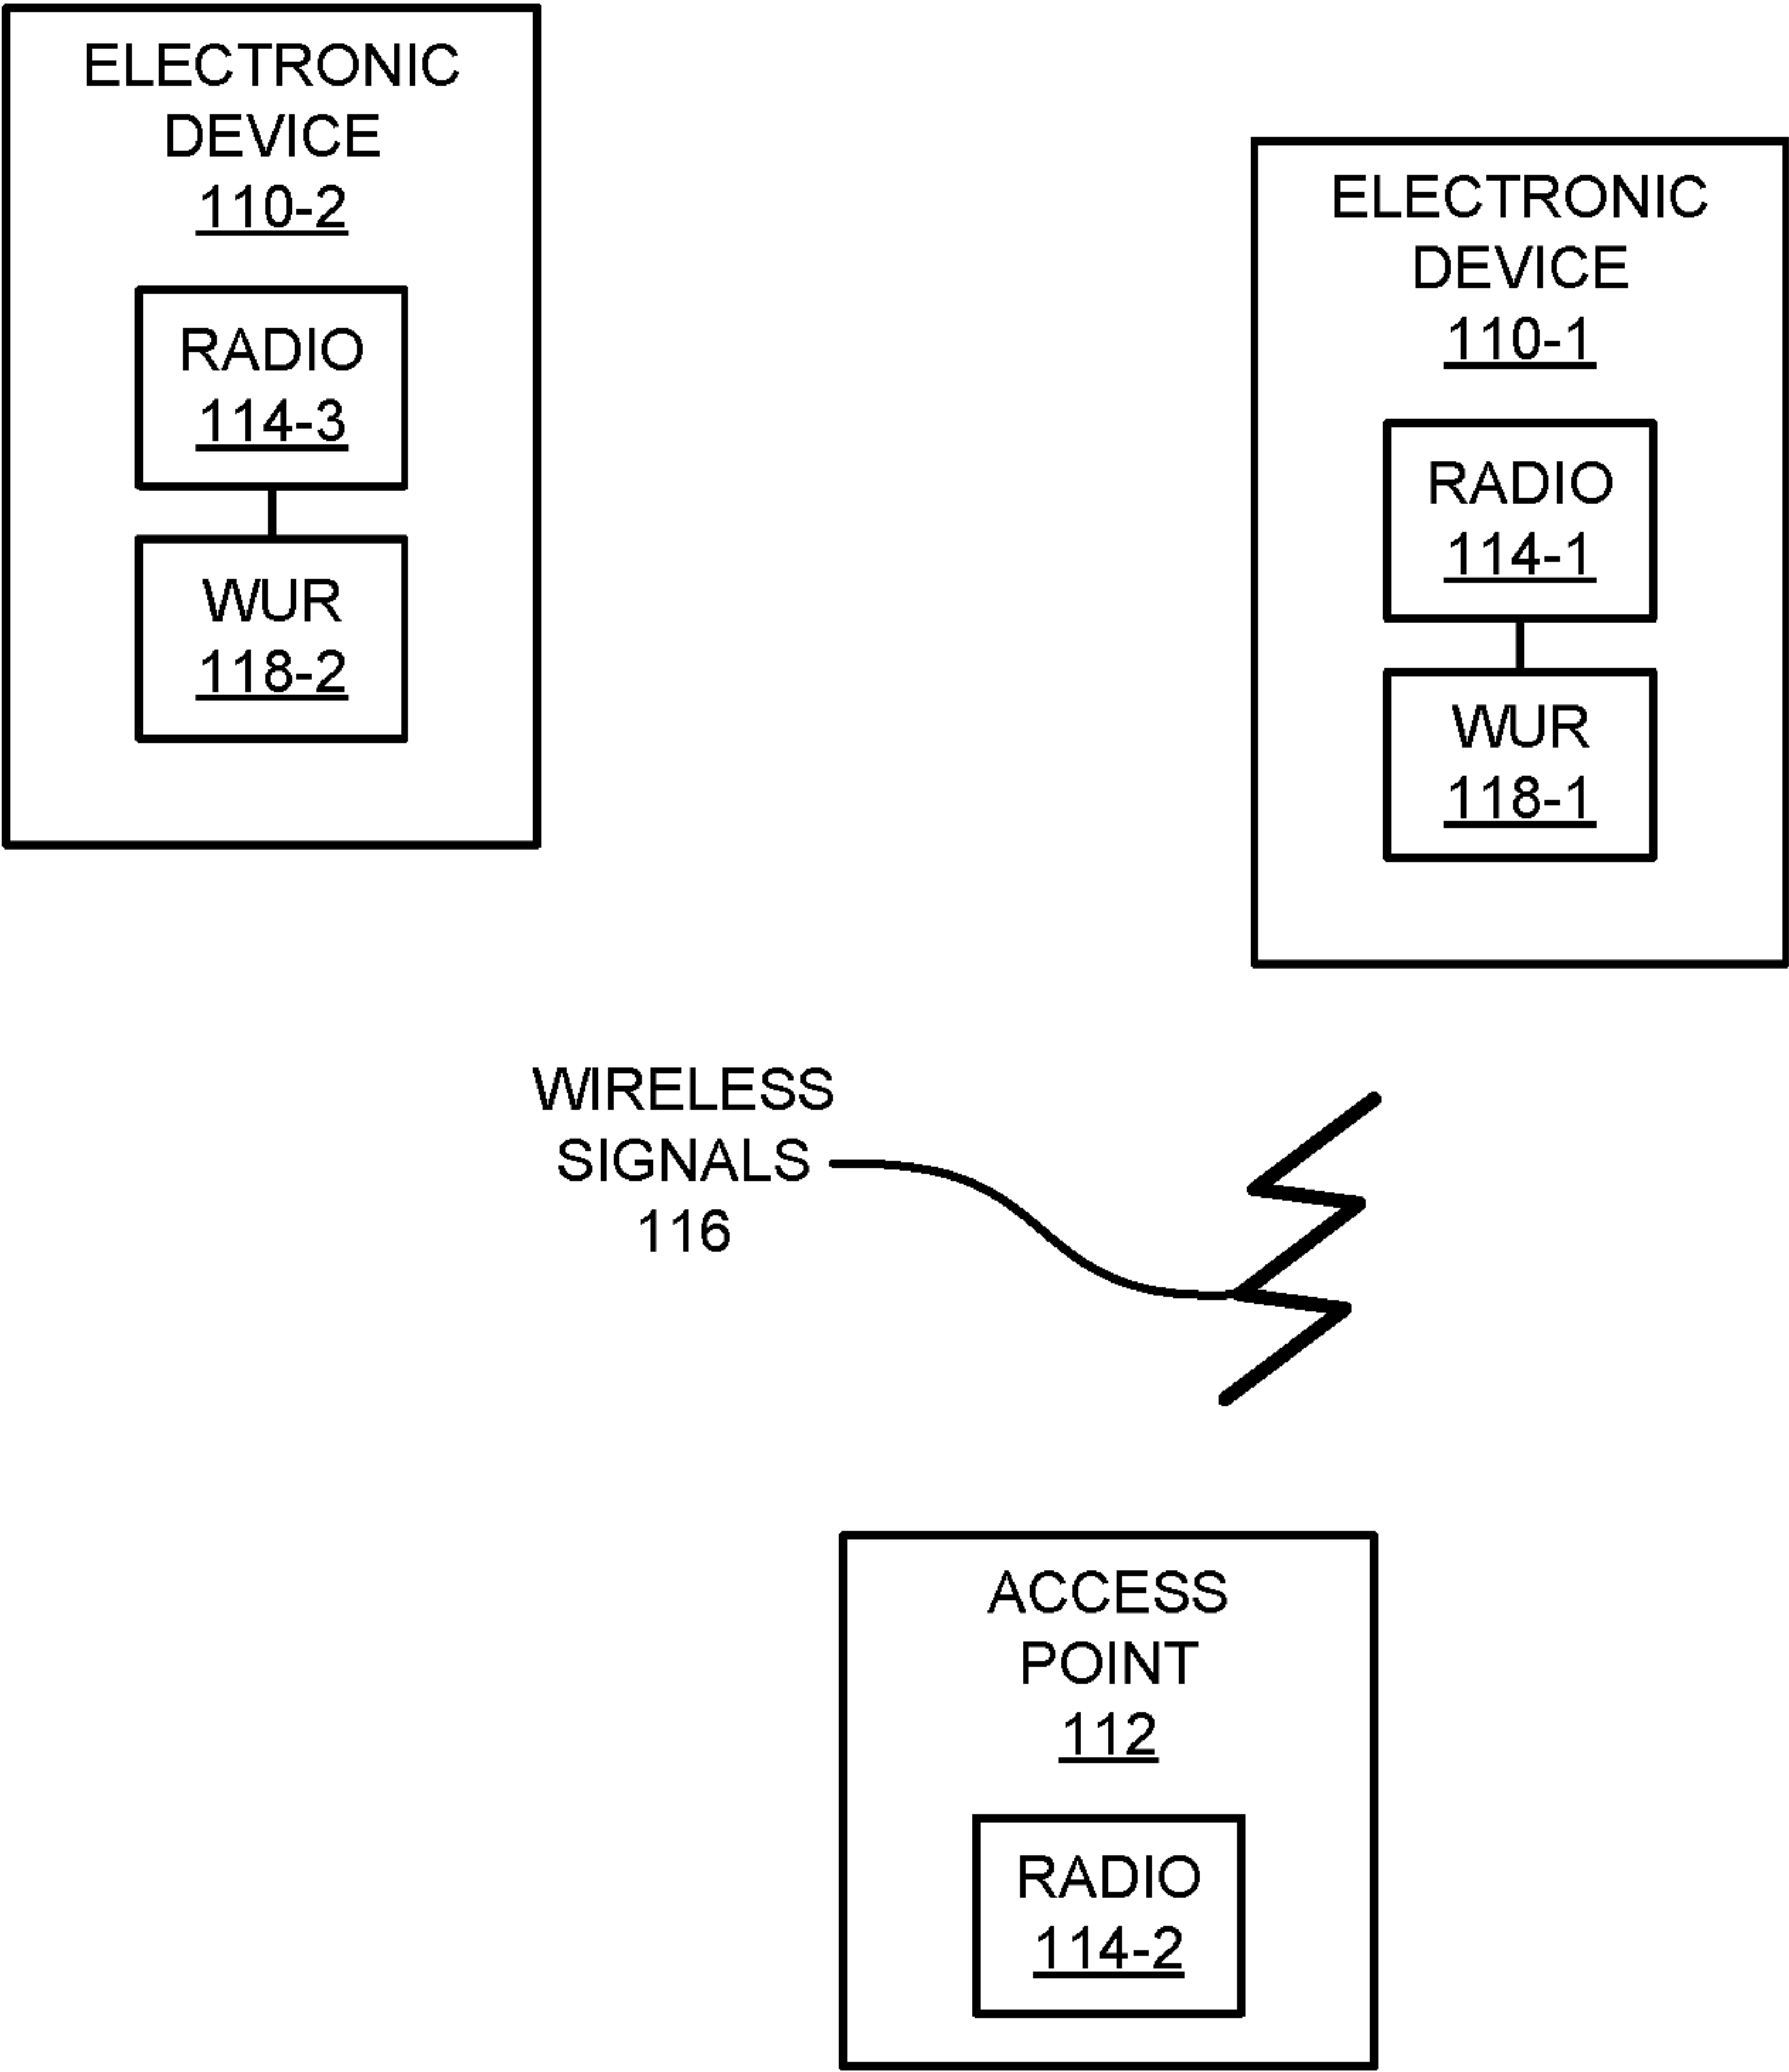 ELECTRONIC
DEVICE
110-2
RADIO
114-3
WUR
118-2
ELECTRONIC
DEVICE
110-1
RADIO
114-1
WUR
118-1
WIRELESS
SIGNALS
116
ACCESS
POINT
112
RADIO
114-2